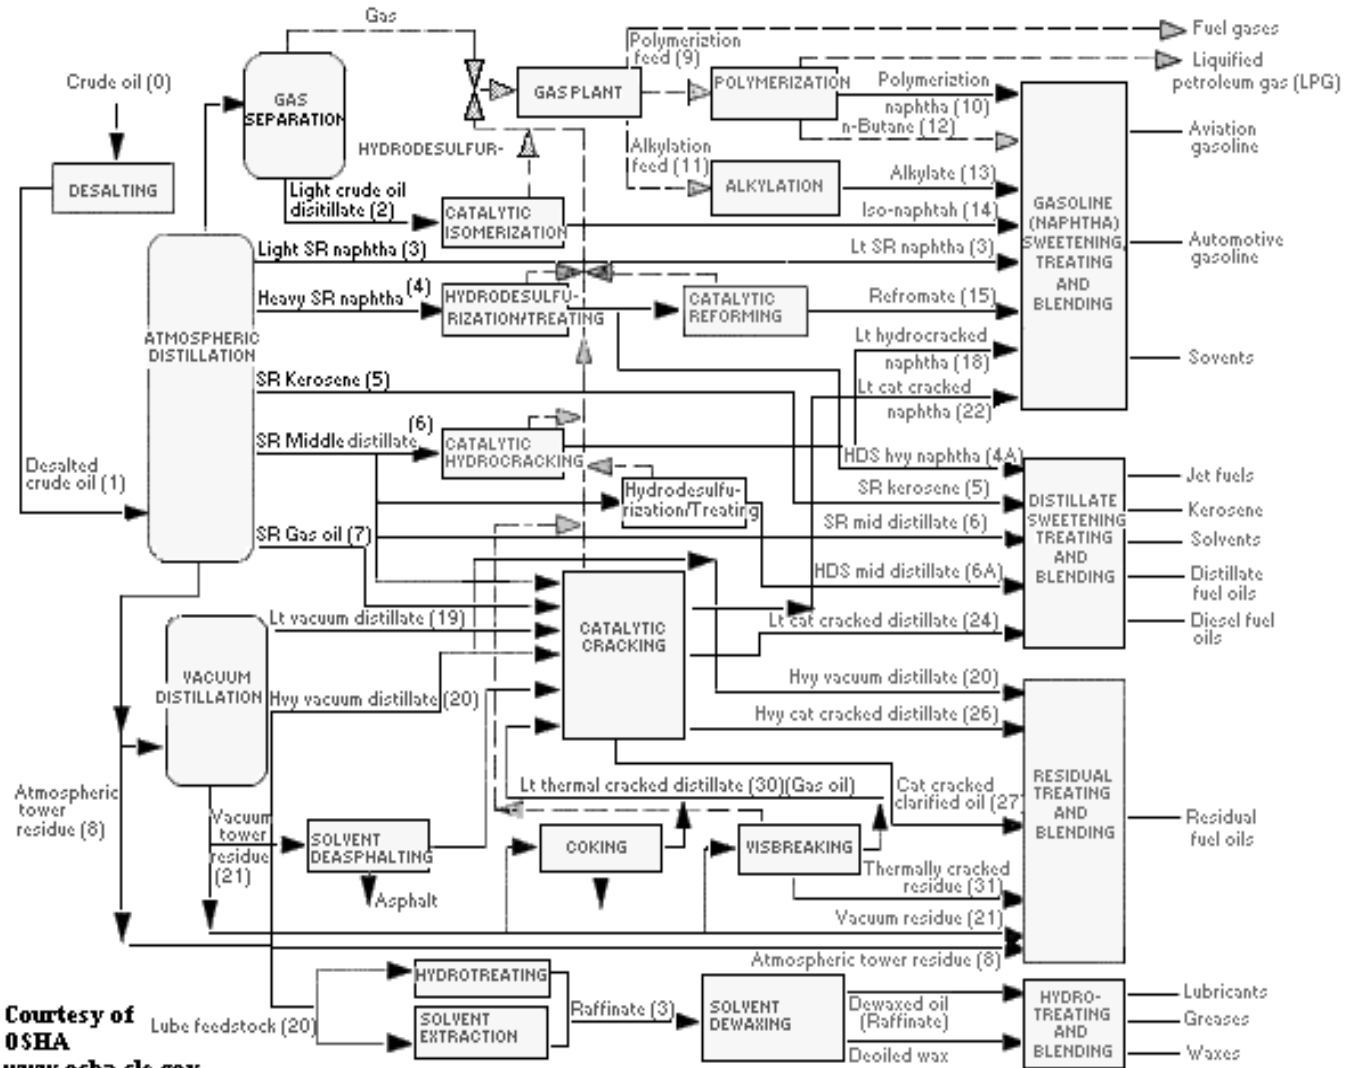 Gas
Crude oil (0)
GAS
SEPARATION
GAS PLANT
Polymeriztion
feed (9)
POLYMERIZATION
Polymeriztion
naphtha (10)
n-Butane (12)
Fuel gases
Liquified
petroleum gas (LPG)
DESALTING
HYDRODESULFUR-
Alkylation
feed (11)
ALKYLATION
Alkylate (13)
Aviation
gasoline
Light crude oil
disitillate (2)
CATALYTIC
ISOMERIZATION
Iso-naphtah (14)
GASOLINE
(NAPHTHA)
SWEETENING,
TREATING
AND
BLENDING
Light SR naphtha (3)
Lt SR naphtha (3)
Automotive
gasoline
Heavy SR naphtha (4)
HYDRODESULFU-
RIZATION/TREATING
CATALYTIC
REFORMING
Refromate (15)
ATMOSPHERIC
DISTILLATION
Lt hydrocracked
naphtha (18)
Sovents
SR Kerosene (5)
Lt cat cracked
naphtha (22)
SR Middle distillate
(6)
CATALYTIC
HYDROCRACKING
HDS hvy naphtha (4A)
Desalted
crude oil (1)
Hydrodesulfu-
rization/Treating
SR kerosene (5)
DISTILLATE
SWEETENING
TREATING
AND
BLENDING
Jet fuels
Kerosene
Solvents
Distillate
fuel oils
Diesel fuel
oils
SR Gas oil (7)
SR mid distillate (6)
HDS mid distillate (6A)
Lt vacuum distillate (19)
CATALYTIC
CRACKING
Lt cat cracked distillate (24)
VACUUM
DISTILLATION
Hvy vacuum distillate (20)
Hvy vacuum distillate (20)
Hvy cat cracked distillate (26)
Atmospheric
tower
residue (8)
Lt thermal cracked distillate (30)(Gas oil)
Cat cracked
clarified oil (27
RESIDUAL
TREATING
AND
BLENDING
Residual
fuel oils
Vacuum
tower
residue
(21)
SOLVENT
DEASPHALTING
COKING
VISBREAKING
Asphalt
Thermally cracked
residue (31)
Vacuum residue (21)
Atmospheric tower residue (8)
HYDROTREATING
Lube feedstock (20)
SOLVENT
EXTRACTION
Raffinate (3)
SOLVENT
DEWAXING
Dewaxed oil
(Raffinate)
Deoiled wax
HYDRO-
TREATING
AND
BLENDING
Lubricants
Greases
Waxes
Courtesy of
OSHA